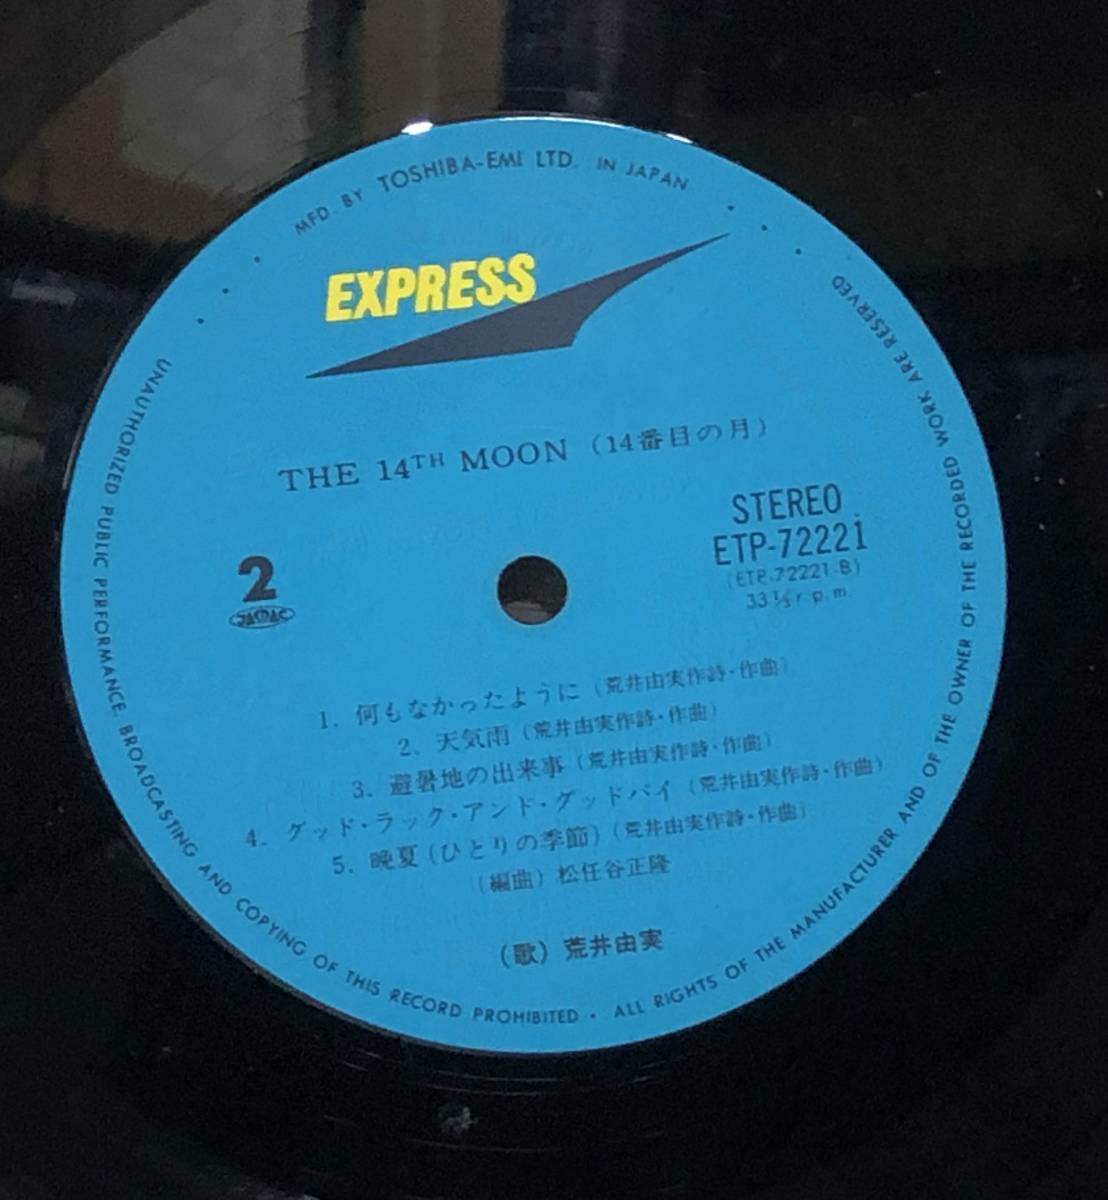 MFD. BY TOSHIBA-EMI LTD. IN JAPAN
EXPRESS
THE 14TH MOON (14番目の月)
STEREO
ETP-72221
(ETP-72221-B)
33 1/3 r.p.m.
2
JASRAC
1. 何もなかったように (荒井由実作詩・作曲)
2. 天気雨 (荒井由実作詩・作曲)
3. 避暑地の出来事 (荒井由実作詩・作曲)
4. グッド・ラック・アンド・グッドバイ (荒井由実作詩・作曲)
5. 晩夏 (ひとりの季節) (荒井由実作詩・作曲)
(編曲) 松任谷正隆
(歌) 荒井由実
UNAUTHORIZED PUBLIC PERFORMANCE, BROADCASTING AND COPYING OF THIS RECORD PROHIBITED · ALL RIGHTS OF THE MANUFACTURER AND OF THE OWNER OF THE RECORDED WORK ARE RESERVED